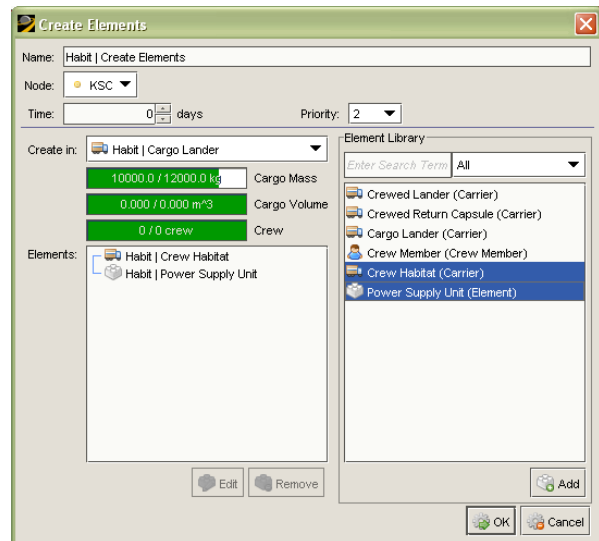 Create Elements
Name: Habit | Create Elements
Node: KSC
Time: 0 days Priority: 2
Create in: Habit | Cargo Lander
10000.0 / 12000.0 kg Cargo Mass
0.000 / 0.000 m^3 Cargo Volume
0 / 0 crew Crew
Elements: Habit | Crew Habitat
Habit | Power Supply Unit
Edit Remove
Element Library
Enter Search Term All
Crewed Lander (Carrier)
Crewed Return Capsule (Carrier)
Cargo Lander (Carrier)
Crew Member (Crew Member)
Crew Habitat (Carrier)
Power Supply Unit (Element)
Add
OK Cancel